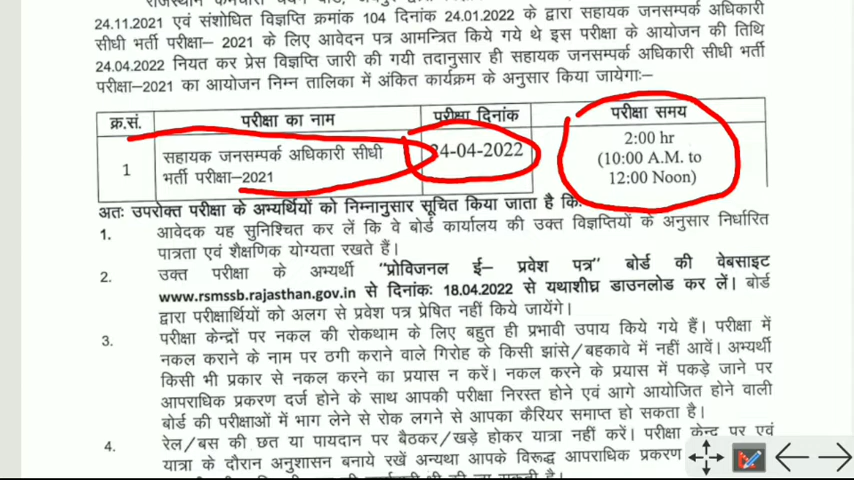 24.11.2021 एवं संशोधित विज्ञप्ति क्रमांक 104 दिनांक 24.01.2022 के द्वारा सहायक जनसम्पर्क अधिकारी
सीधी भर्ती परीक्षा– 2021 के लिए आवेदन पत्र आमन्त्रित किये गये थे इस परीक्षा के आयोजन की तिथि
24.04.2022 नियत कर प्रेस विज्ञप्ति जारी की गयी तदानुसार ही सहायक जनसम्पर्क अधिकारी सीधी भर्ती
परीक्षा–2021 का आयोजन निम्न तालिका में अंकित कार्यक्रम के अनुसार किया जायेगाः–
क्र.सं. परीक्षा का नाम परीक्षा दिनांक परीक्षा समय
1 सहायक जनसम्पर्क अधिकारी सीधी भर्ती परीक्षा–2021 24-04-2022 2:00 hr (10:00 A.M. to 12:00 Noon)
अतः उपरोक्त परीक्षा के अभ्यर्थियों को निम्नानुसार सूचित किया जाता है कि
1. आवेदक यह सुनिश्चित कर लें कि वे बोर्ड कार्यालय की उक्त विज्ञप्तियों के अनुसार निर्धारित
पात्रता एवं शैक्षणिक योग्यता रखते हैं।
2. उक्त परीक्षा के अभ्यर्थी "प्रोविजनल ई– प्रवेश पत्र" बोर्ड की वेबसाइट
www.rsmssb.rajasthan.gov.in से दिनांकः 18.04.2022 से यथाशीघ्र डाउनलोड कर लें। बोर्ड
द्वारा परीक्षार्थियों को अलग से प्रवेश पत्र प्रेषित नहीं किये जायेंगे।
3. परीक्षा केन्द्रों पर नकल की रोकथाम के लिए बहुत ही प्रभावी उपाय किये गए हैं। परीक्षा में
नकल कराने के नाम पर ठगी कराने वाले गिरोह के किसी झांसे/बहकावे में नहीं आवें। अभ्यर्थी
किसी भी प्रकार से नकल करने का प्रयास न करें। नकल करने के प्रयास में पकड़े जाने पर
आपराधिक प्रकरण दर्ज होने के साथ आपकी परीक्षा निरस्त होने एवं आगे आयोजित होने वाली
बोर्ड की परीक्षाओं में भाग लेने से रोक लगने से आपका कैरियर समाप्त हो सकता है।
4. रेल/बस की छत या पायदान पर बैठकर/खड़े होकर यात्रा नहीं करें। परीक्षा केन्द्र पर एवं
यात्रा के दौरान अनुशासन बनाये रखें अन्यथा आपके विरूद्ध आपराधिक प्रकरण